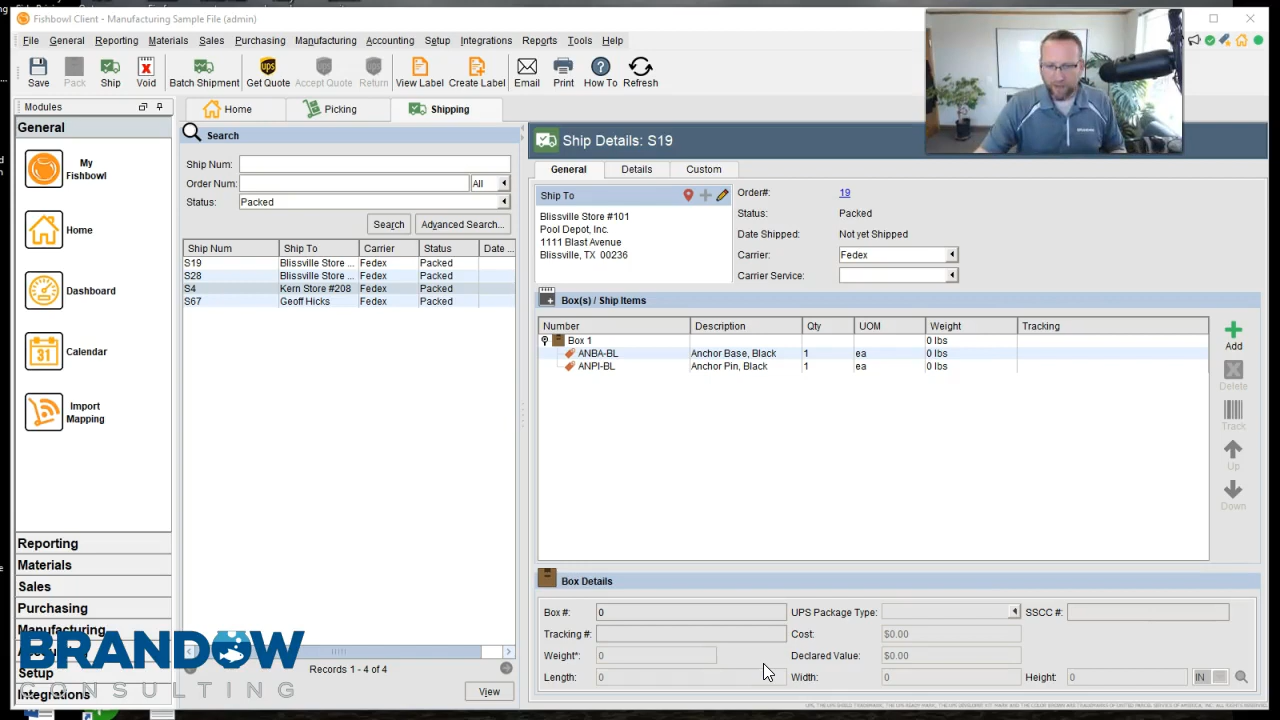 Fishbowl Client - Manufacturing Sample File (admin)
File General Reporting Materials Sales Purchasing Manufacturing Accounting Setup Integrations Reports Tools Help
Save Pack Ship Void Batch Shipment Get Quote Accept Quote Return View Label Create Label Email Print How To Refresh
Modules
Home Picking Shipping
General
My Fishbowl
Home
Dashboard
Calendar
Import Mapping
Reporting
Materials
Sales
Purchasing
Manufacturing
Setup
Integrations
BRANDOW
CONSULTING
Search
Ship Num:
Order Num: All
Status: Packed
Search Advanced Search...
Ship Num Ship To Carrier Status Date ...
S19 Blissville Store ... Fedex Packed
S28 Blissville Store ... Fedex Packed
S4 Kern Store #208 Fedex Packed
S67 Geoff Hicks Fedex Packed
Records 1 - 4 of 4
View
Ship Details: S19
General Details Custom
Ship To
Blissville Store #101
Pool Depot, Inc.
1111 Blast Avenue
Blissville, TX 00236
Order#: 19
Status: Packed
Date Shipped: Not yet Shipped
Carrier: Fedex
Carrier Service:
Box(s) / Ship Items
Number Description Qty UOM Weight Tracking
Box 1 0 lbs
ANBA-BL Anchor Base, Black 1 ea 0 lbs
ANPI-BL Anchor Pin, Black 1 ea 0 lbs
Add
Delete
Track
Up
Down
Box Details
Box #: 0 UPS Package Type: SSCC #:
Tracking #: Cost: $0.00
Weight*: 0 Declared Value: $0.00
Length: 0 Width: 0 Height: 0 IN